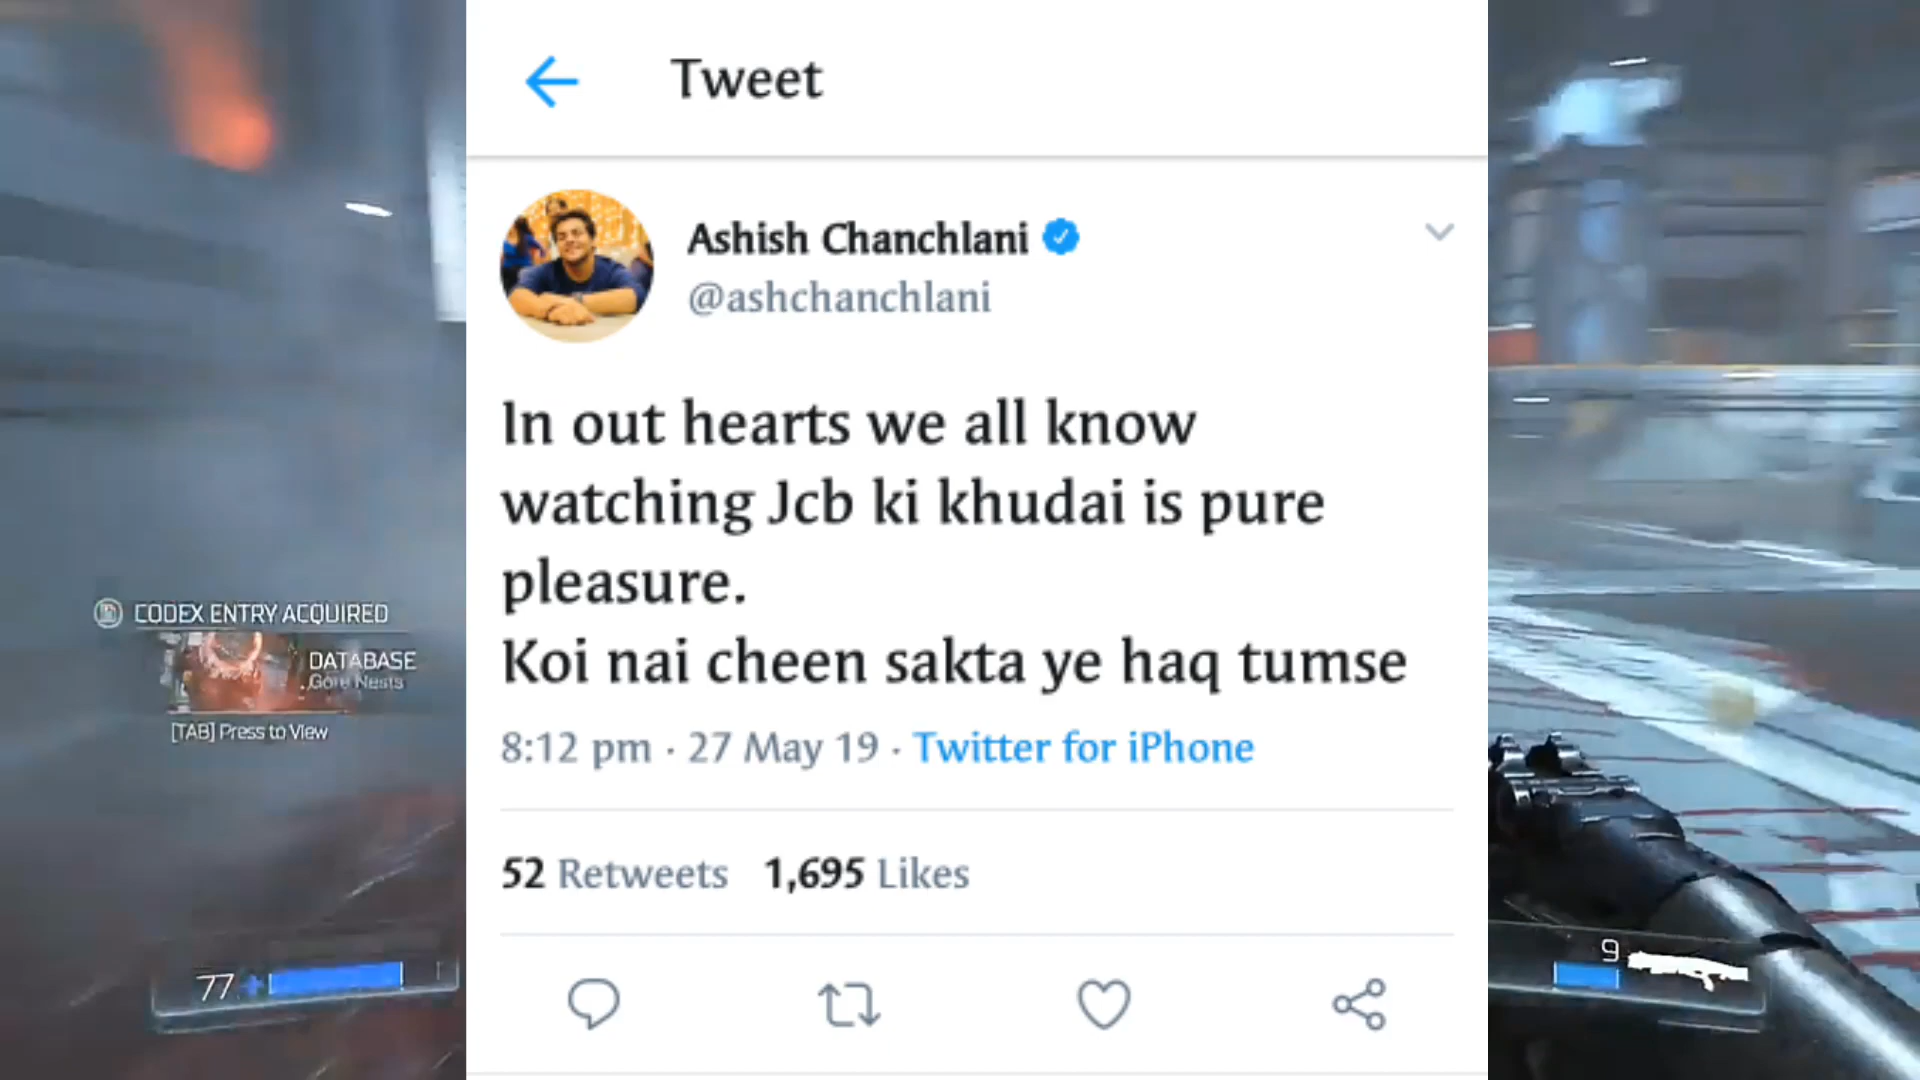 Tweet
Ashish Chanchlani
@ashchanchlani
In out hearts we all know
watching Jcb ki khudai is pure
pleasure.
Koi nai cheen sakta ye haq tumse
8:12 pm · 27 May 19 · Twitter for iPhone
52 Retweets 1,695 Likes
CODEX ENTRY ACQUIRED
DATABASE
Gore Nests
[TAB] Press to View
77
9